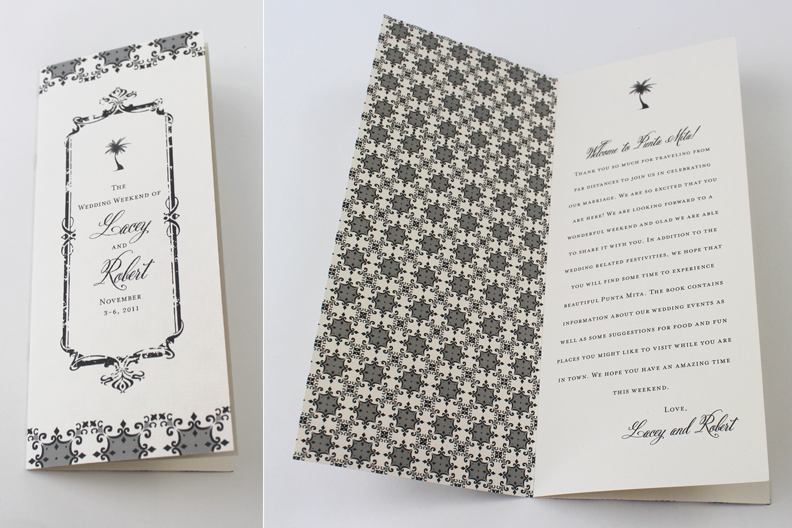 The
Wedding Weekend of
Lacey,
and
Robert
November
3-6, 2011
Welcome to Punta Mita!
Thank you so much for traveling from
far distances to join us in celebrating
our marriage. We are so excited that you
are here! We are looking forward to a
wonderful weekend and glad we are able
to share it with you. In addition to the
wedding related festivities, we hope that
you will find some time to experience
beautiful Punta Mita. The book contains
information about our wedding events as
well as some suggestions for food and fun
places you might like to visit while you are
in town. We hope you have an amazing time
this weekend.
Love,
Lacey, and Robert